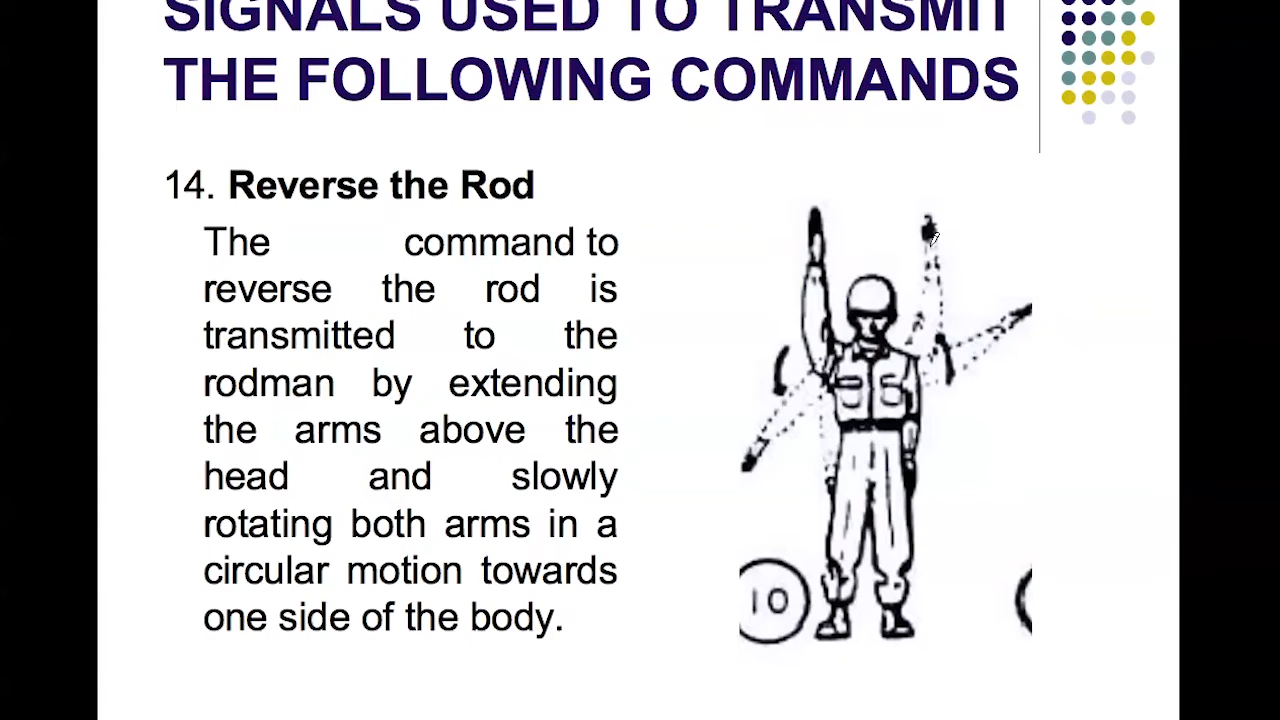 SIGNALS USED TO TRANSMIT
THE FOLLOWING COMMANDS
14. Reverse the Rod
The command to
reverse the rod is
transmitted to the
rodman by extending
the arms above the
head and slowly
rotating both arms in a
circular motion towards
one side of the body.
10